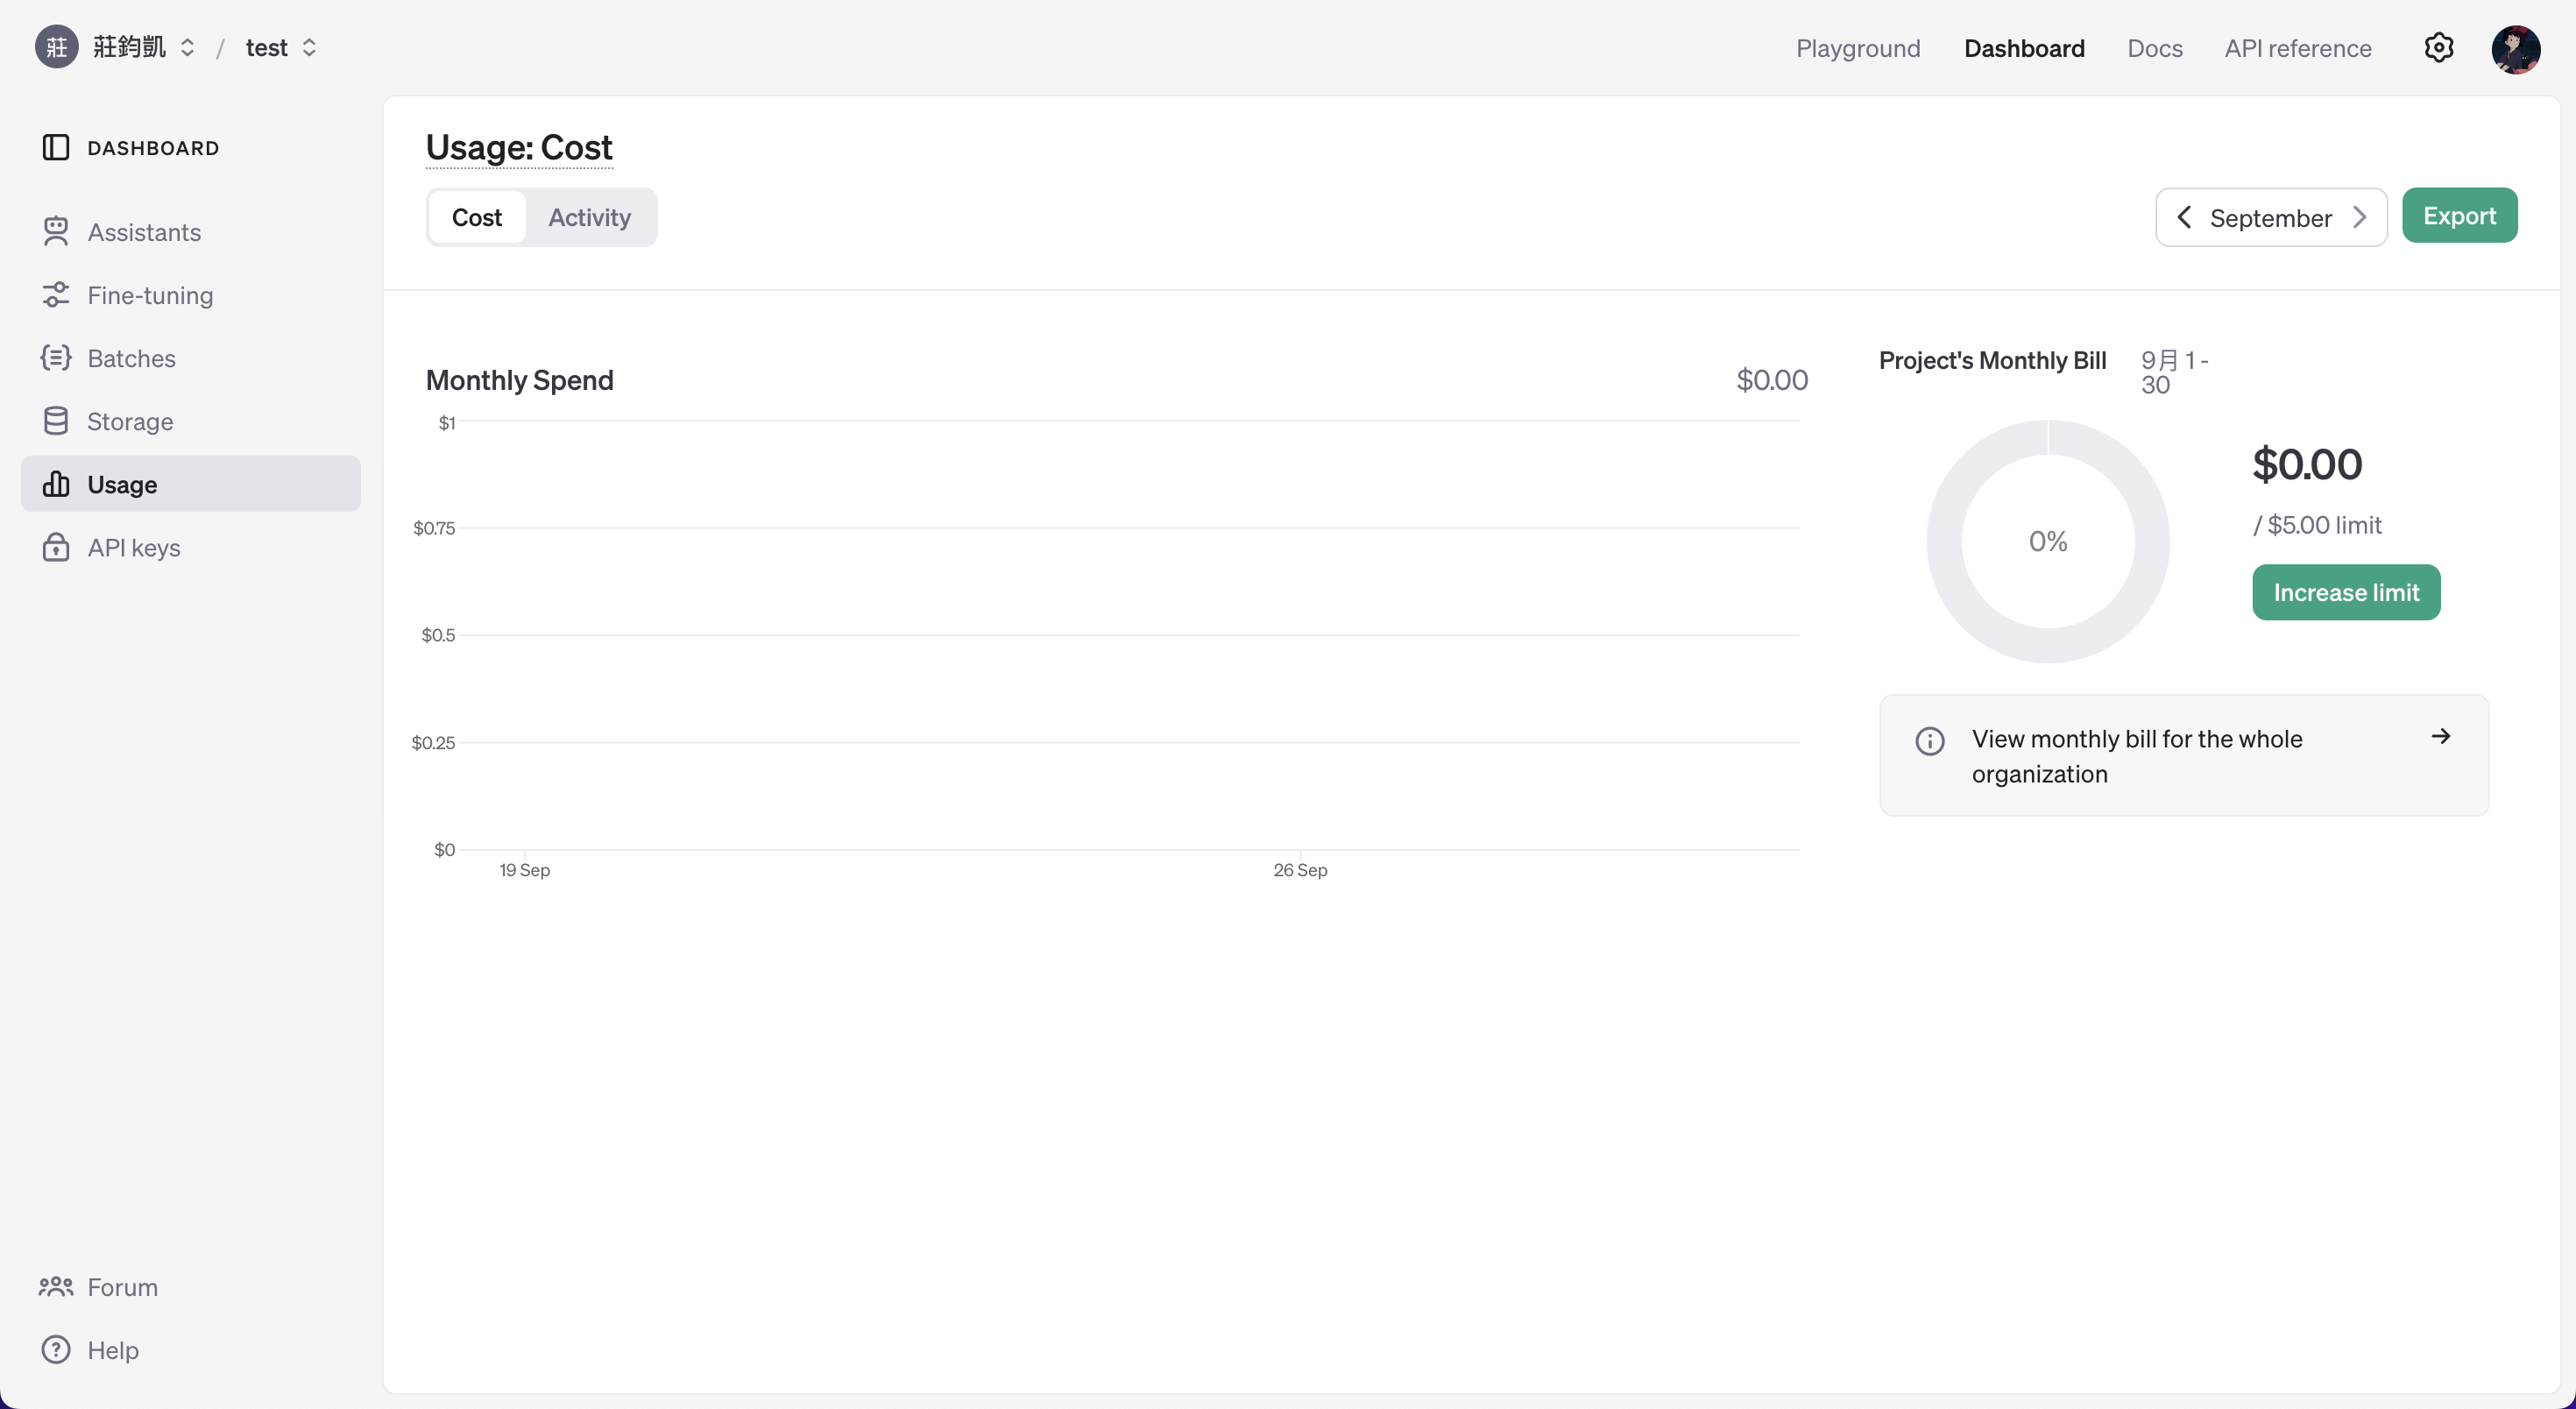 莊 莊鈞凱 / test
Playground Dashboard Docs API reference
DASHBOARD
Assistants
Fine-tuning
Batches
Storage
Usage
API keys
Forum
Help
Usage: Cost
Cost Activity
September Export
Monthly Spend $0.00
$1
$0.75
$0.5
$0.25
$0
19 Sep 26 Sep
Project's Monthly Bill 9月 1 -
30
0%
$0.00
/ $5.00 limit
Increase limit
View monthly bill for the whole
organization